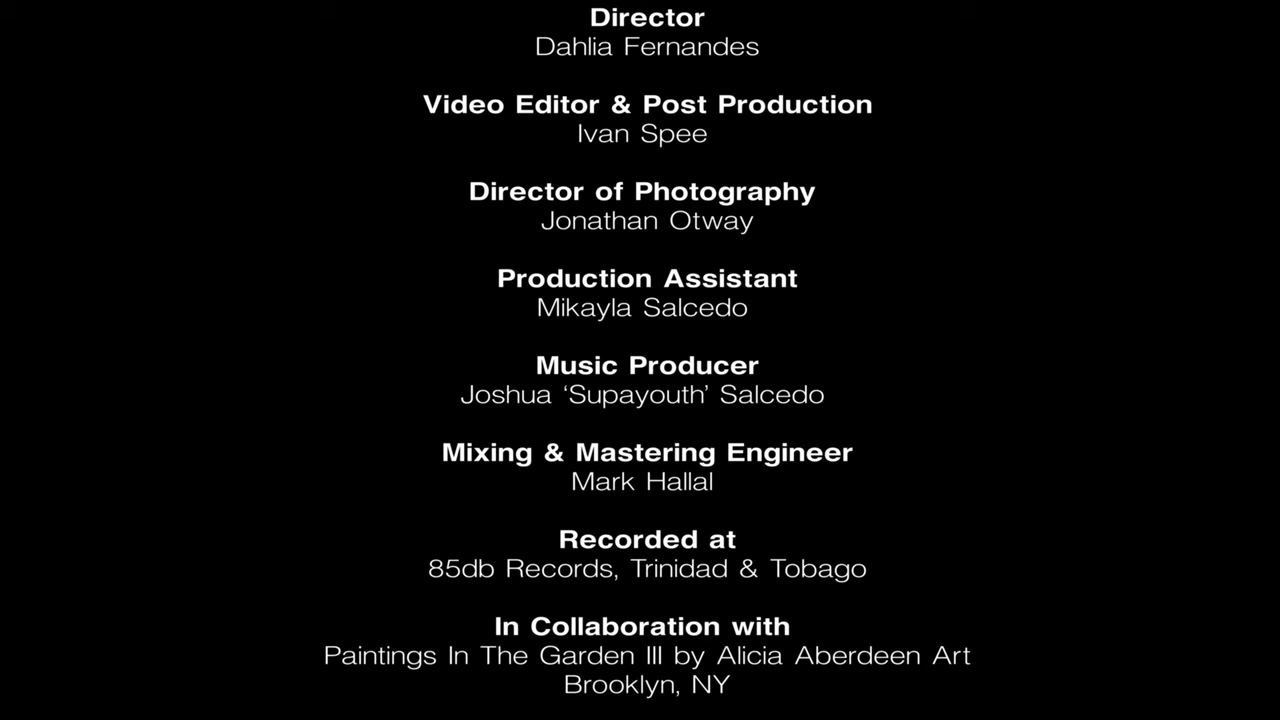 Director
Dahlia Fernandes
Video Editor & Post Production
Ivan Spee
Director of Photography
Jonathan Otway
Production Assistant
Mikayla Salcedo
Music Producer
Joshua ‘Supayouth’ Salcedo
Mixing & Mastering Engineer
Mark Hallal
Recorded at
85db Records, Trinidad & Tobago
In Collaboration with
Paintings In The Garden III by Alicia Aberdeen Art
Brooklyn, NY